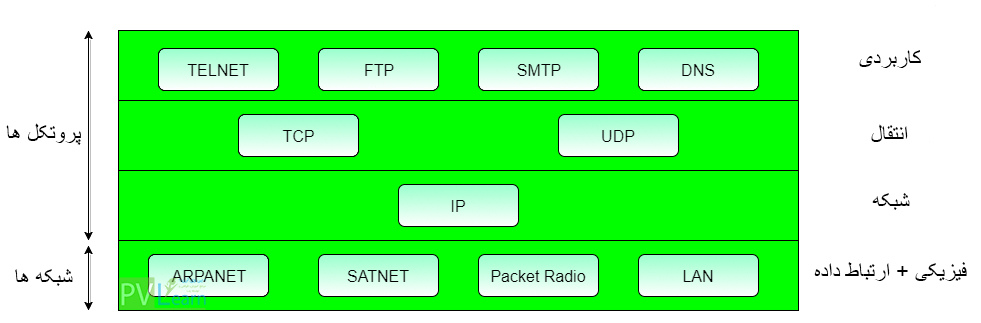 TELNET FTP SMTP DNS کاربردی
TCP UDP انتقال
پروتکل ها
IP شبکه
ARPANET SATNET Packet Radio LAN فیزیکی + ارتباط داده
شبکه ها
PVLearn